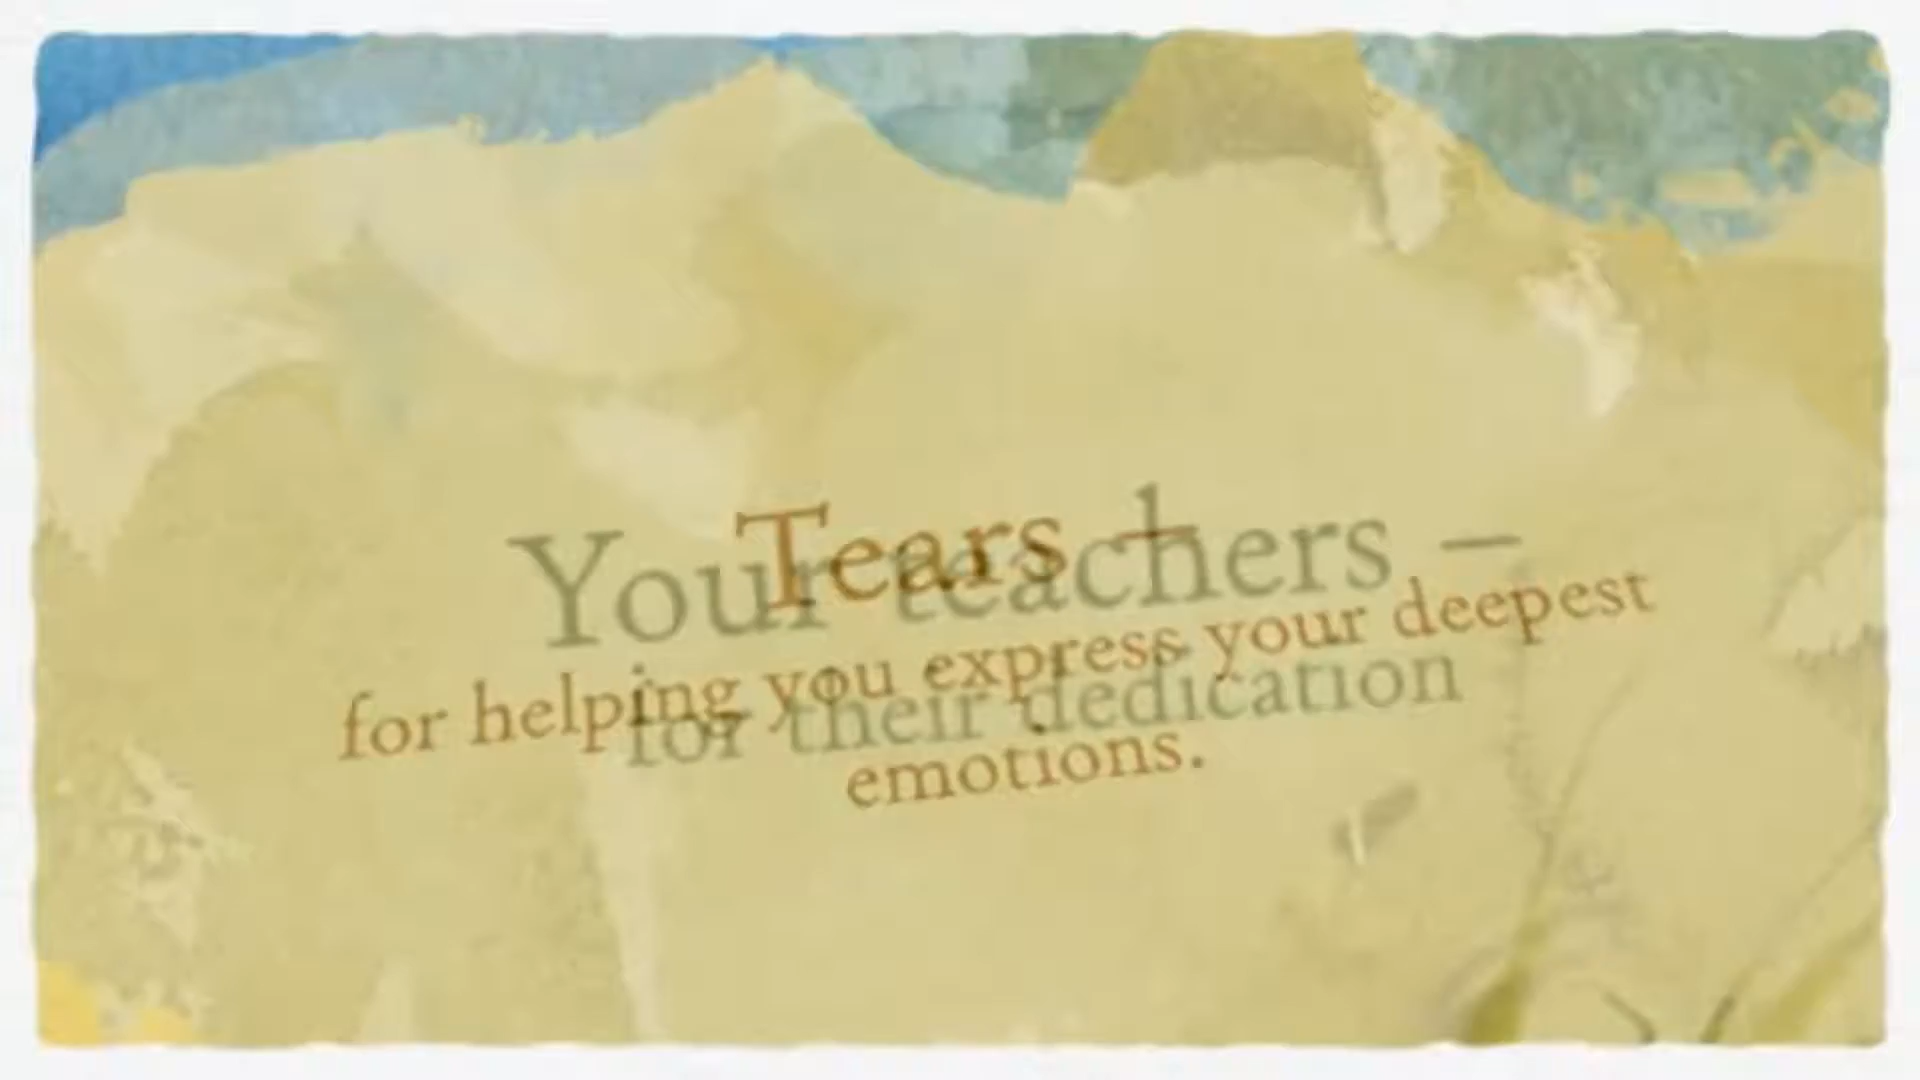 Tears –
for helping you express your deepest
emotions.
Your teachers –
for their dedication